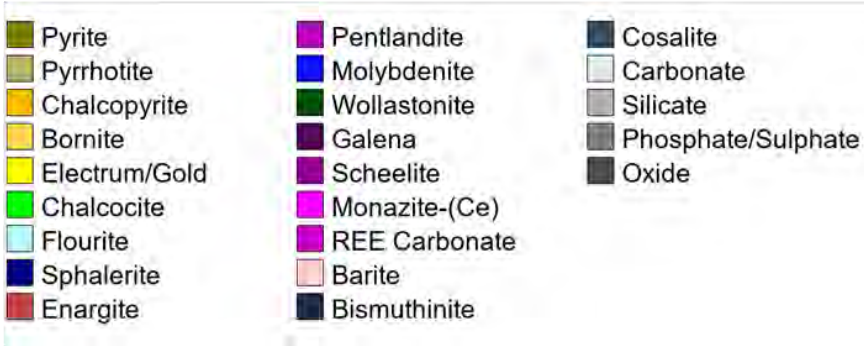 Pyrite
Pyrrhotite
Chalcopyrite
Bornite
Electrum/Gold
Chalcocite
Flourite
Sphalerite
Enargite
Pentlandite
Molybdenite
Wollastonite
Galena
Scheelite
Monazite-(Ce)
REE Carbonate
Barite
Bismuthinite
Cosalite
Carbonate
Silicate
Phosphate/Sulphate
Oxide